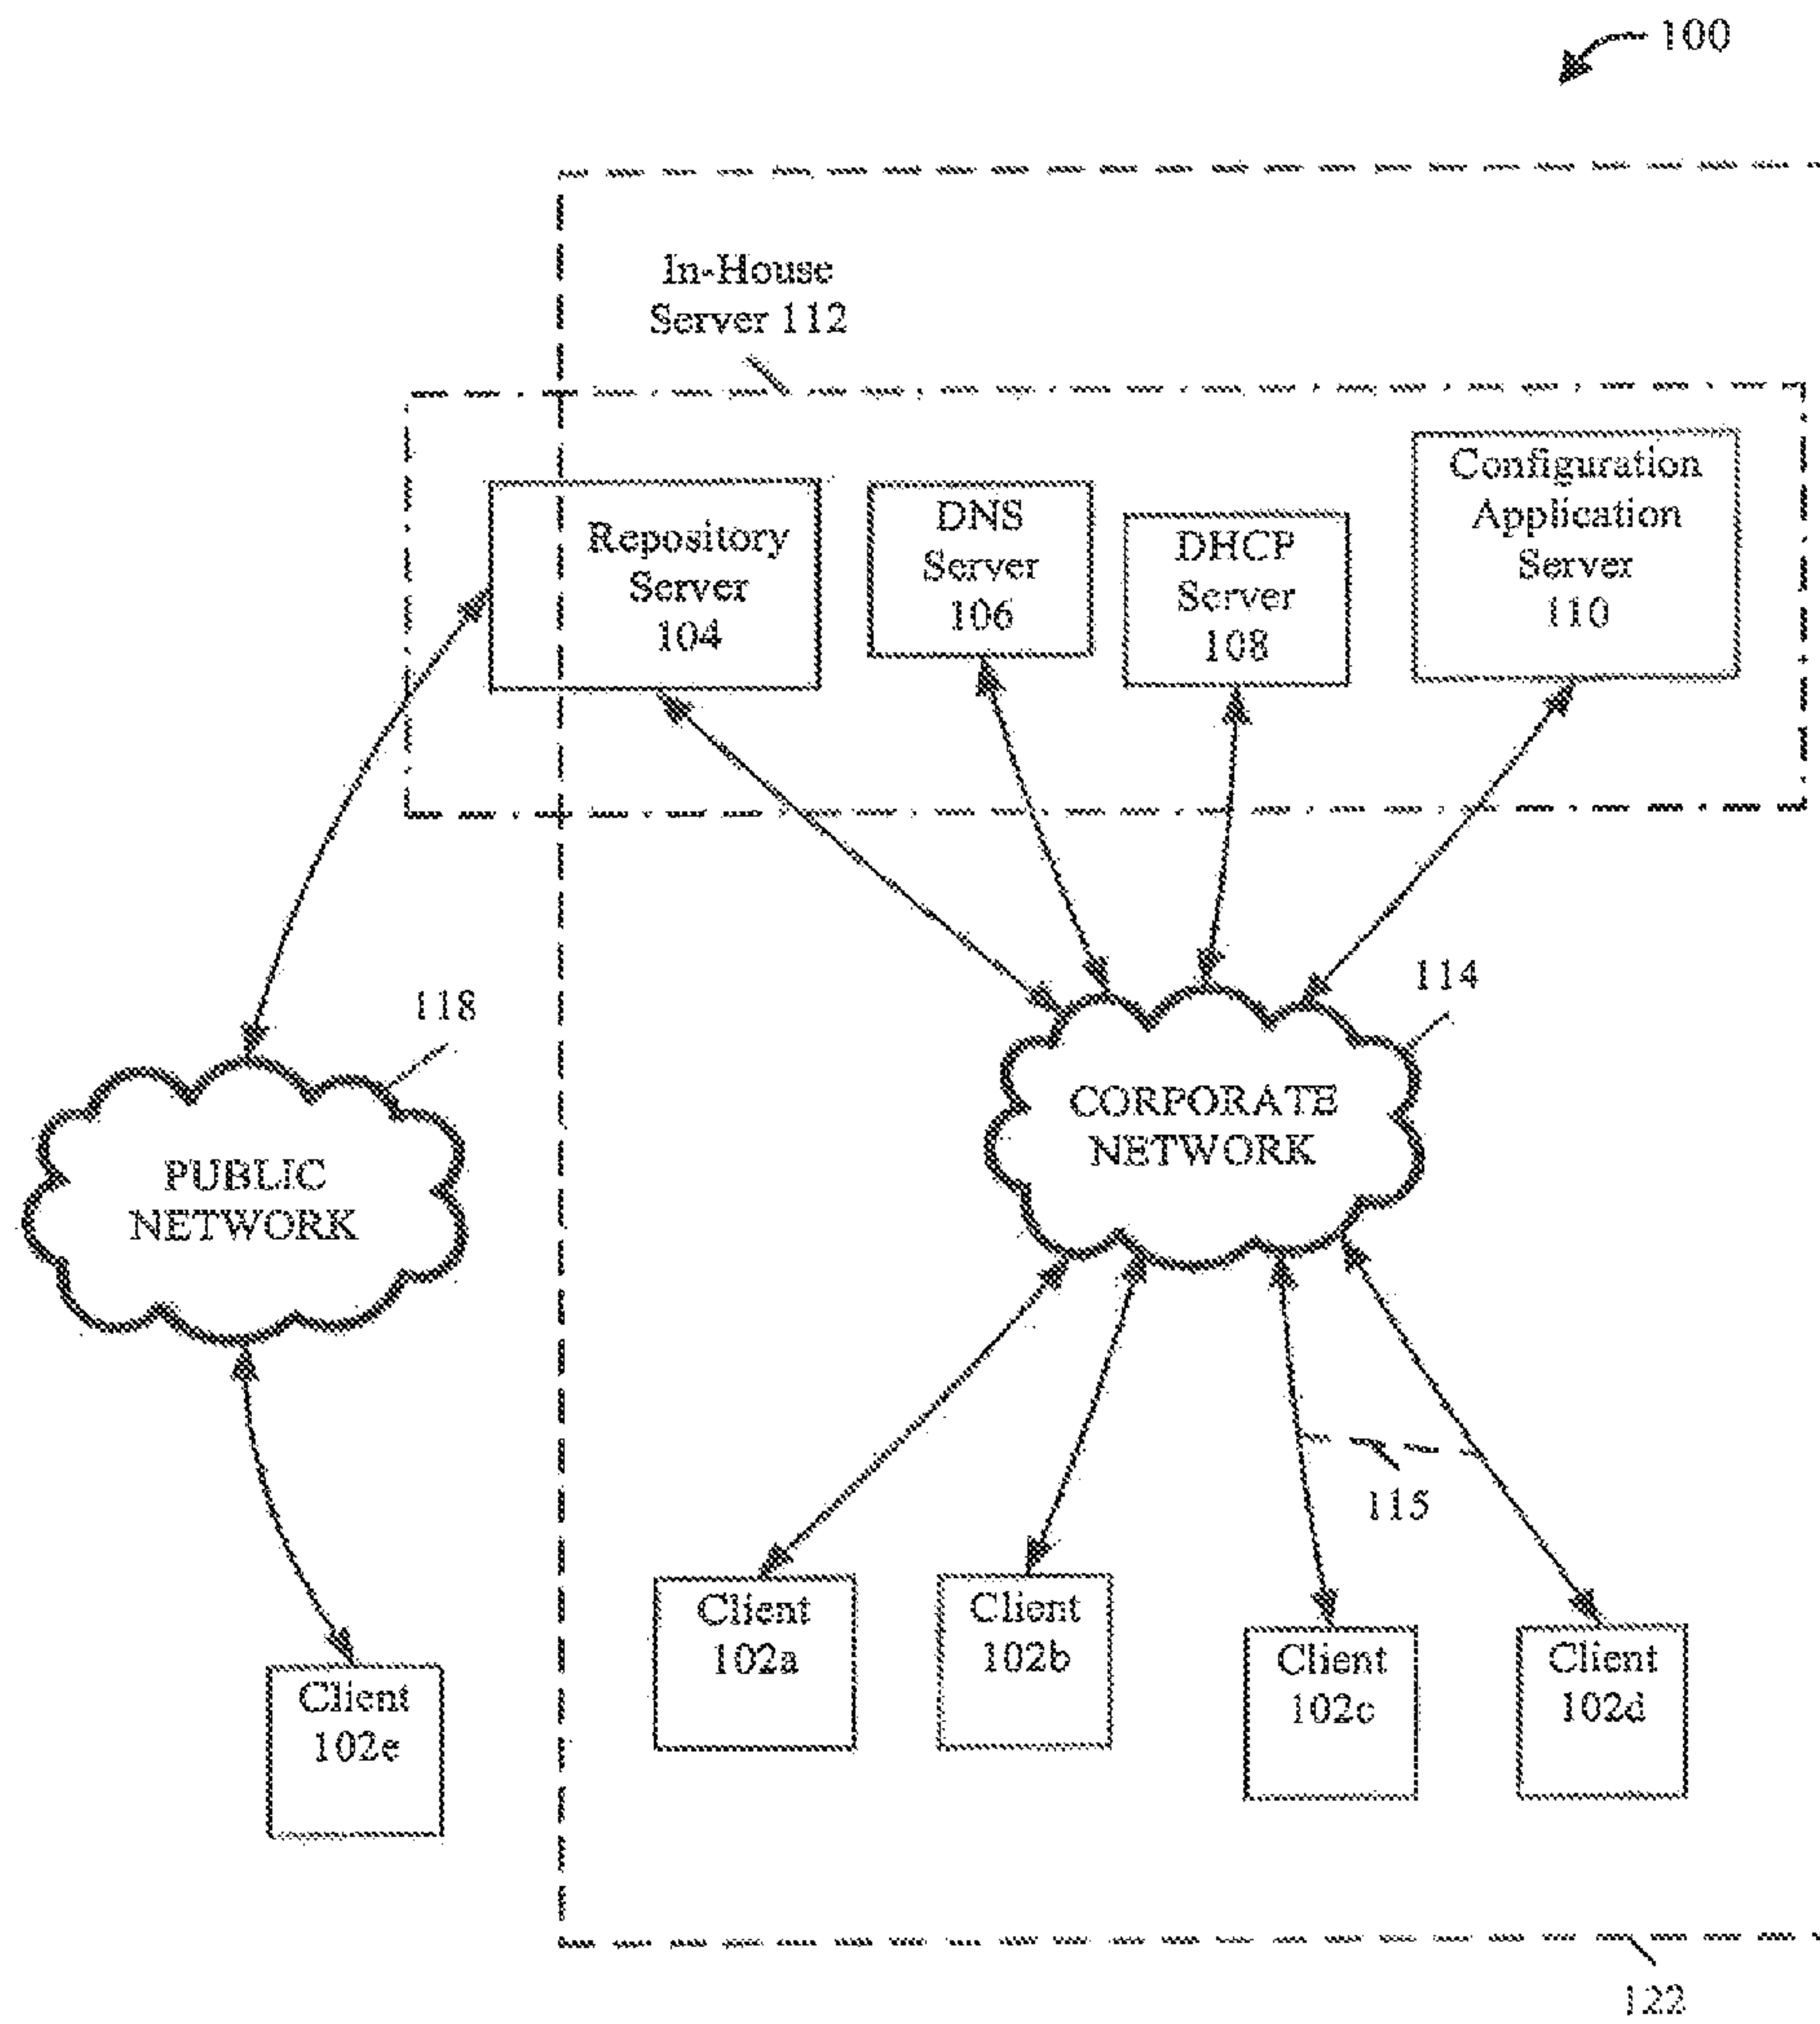 100
In-House
Server 112
Repository
Server
104
DNS
Server
106
DHCP
Server
108
Configuration
Application
Server
110
118
114
PUBLIC
NETWORK
CORPORATE
NETWORK
115
Client
102a
Client
102b
Client
102c
Client
102d
Client
102e
122